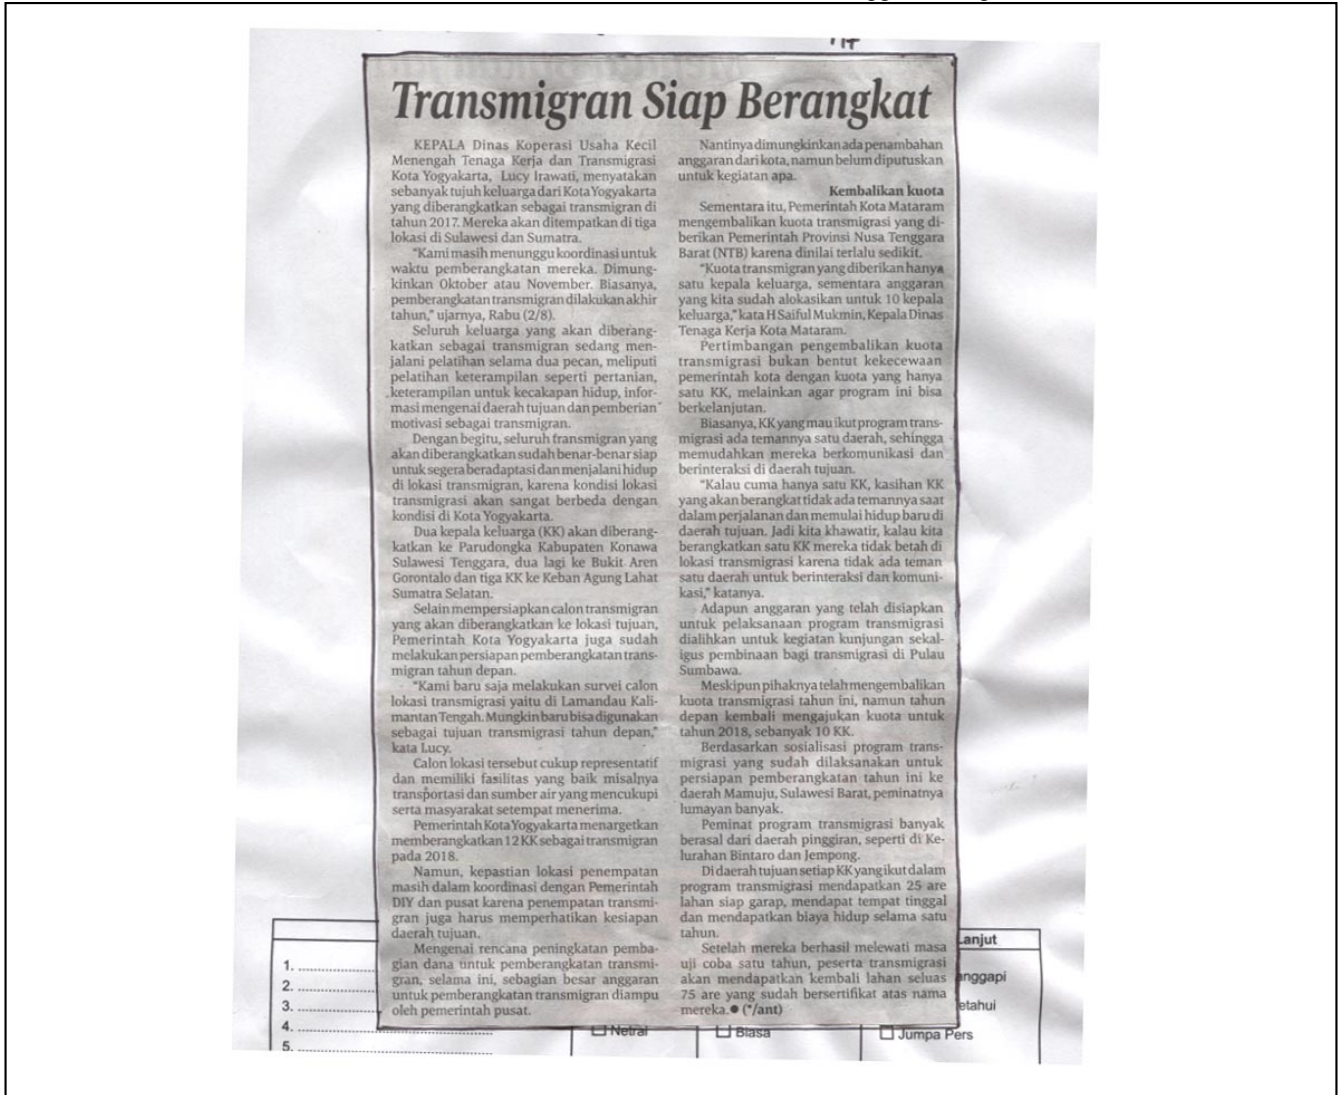 Transmigran Siap Berangkat
KEPALA Dinas Koperasi Usaha Kecil
Menengah Tenaga Kerja dan Transmigrasi
Kota Yogyakarta, Lucy Irawati, menyatakan
sebanyak tujuh keluarga dari Kota Yogyakarta
yang diberangkatkan sebagai transmigran di
tahun 2017. Mereka akan ditempatkan di tiga
lokasi di Sulawesi dan Sumatra.
"Kami masih menunggu koordinasi untuk
waktu pemberangkatan mereka. Dimung-
kinkan Oktober atau November. Biasanya,
pemberangkatan transmigran dilakukan akhir
tahun," ujarnya, Rabu (2/8).
Seluruh keluarga yang akan diberang-
katkan sebagai transmigran sedang men-
jalani pelatihan selama dua pecan, meliputi
pelatihan keterampilan seperti pertanian,
keterampilan untuk kecakapan hidup, infor-
masi mengenai daerah tujuan dan pemberian
motivasi sebagai transmigran.
Dengan begitu, seluruh fransmigran yang
akan diberangkatkan sudah benar-benar siap
untuk segera beradaptasi dan menjalani hidup
di lokasi transmigran, karena kondisi lokasi
transmigrasi akan sangat berbeda dengan
kondisi di Kota Yogyakarta.
Dua kepala keluarga (KK) akan diberang-
katkan ke Parudongka Kabupaten Konawa
Sulawesi Tenggara, dua lagi ke Bukit Aren
Gorontalo dan tiga KK ke Keban Agung Lahat
Sumatra Selatan.
Selain mempersiapkan calon transmigran
yang akan diberangkatkan ke lokasi tujuan,
Pemerintah Kota Yogyakarta juga sudah
melakukan persiapan pemberangkatan trans-
migran tahun depan.
"Kami baru saja melakukan survei calon
lokasi transmigrasi yaitu di Lamandau Kali-
mantan Tengah. Mungkin baru bisa digunakan
sebagai tujuan transmigrasi tahun depan,"
kata Lucy.
Calon lokasi tersebut cukup representatif
dan memiliki fasilitas yang baik misalnya
transportasi dan sumber air yang mencukupi
serta masyarakat setempat menerima.
Pemerintah Kota Yogyakarta menargetkan
memberangkatkan 12 KK sebagai transmigran
pada 2018.
Namun, kepastian lokasi penempatan
masih dalam koordinasi dengan Pemerintah
DIY dan pusat karena penempatan transmi-
gran juga harus memperhatikan kesiapan
daerah tujuan.
Mengenai rencana peningkatan pemba-
gian dana untuk pemberangkatan transmi-
gran, selama ini, sebagian besar anggaran
untuk pemberangkatan transmigran diampu
oleh pemerintah pusat.
Nantinya dimungkinkan ada penambahan
anggaran dari kota, namun belum diputuskan
untuk kegiatan apa.
Kembalikan kuota
Sementara itu, Pemerintah Kota Mataram
mengembalikan kuota transmigrasi yang di-
berikan Pemerintah Provinsi Nusa Tenggara
Barat (NTB) karena dinilai terlalu sedikit.
"Kuota transmigran yang diberikan hanya
satu kepala keluarga, sementara anggaran
yang kita sudah alokasikan untuk 10 kepala
keluarga," kata H Saiful Mukmin, Kepala Dinas
Tenaga Kerja Kota Mataram.
Pertimbangan pengembalikan kuota
transmigrasi bukan bentut kekecewaan
pemerintah kota dengan kuota yang hanya
satu KK, melainkan agar program ini bisa
berkelanjutan.
Biasanya, KK yang mau ikut program trans-
migrasi ada temannya satu daerah, sehingga
memudahkan mereka berkomunikasi dan
berinteraksi di daerah tujuan.
"Kalau cuma hanya satu KK, kasihan KK
yang akan berangkat tidak ada temannya saat
dalam perjalanan dan memulai hidup baru di
daerah tujuan. Jadi kita khawatir, kalau kita
berangkatkan satu KK mereka tidak betah di
lokasi transmigrasi karena tidak ada teman
satu daerah untuk berinteraksi dan komuni-
kasi," katanya.
Adapun anggaran yang telah disiapkan
untuk pelaksanaan program transmigrasi
dialihkan untuk kegiatan kunjungan sekal-
igus pembinaan bagi transmigrasi di Pulau
Sumbawa.
Meskipun pihaknya telah mengembalikan
kuota transmigrasi tahun ini, namun tahun
depan kembali mengajukan kuota untuk
tahun 2018, sebanyak 10 KK.
Berdasarkan sosialisasi program trans-
migrasi yang sudah dilaksanakan untuk
persiapan pemberangkatan tahun ini ke
daerah Mamuju, Sulawesi Barat, peminatnya
lumayan banyak.
Peminat program transmigrasi banyak
berasal dari daerah pinggiran, seperti di Ke-
lurahan Bintaro dan Jempong.
Di daerah tujuan setiap KK yang ikut dalam
program transmigrasi mendapatkan 25 are
lahan siap garap, mendapat tempat tinggal
dan mendapatkan biaya hidup selama satu
tahun.
Setelah mereka berhasil melewati masa
uji coba satu tahun, peserta transmigrasi
akan mendapatkan kembali lahan seluas
75 are yang sudah bersertifikat atas nama
mereka.● (*/ant)
1.
2.
3.
4.
5.
Netral
Biasa
Lanjut
anggapi
etahui
Jumpa Pers